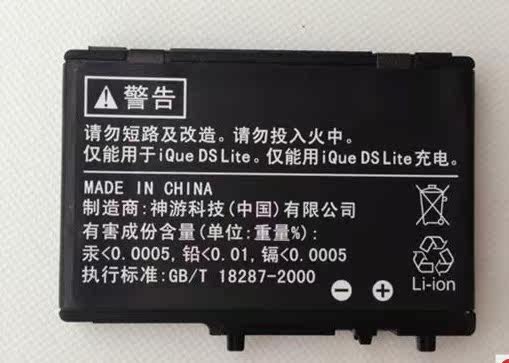 警告
请勿短路及改造。请勿投入火中。
仅能用于iQue DS Lite。仅能用iQue DS Lite充电。
MADE IN CHINA
制造商:神游科技(中国)有限公司
有害成份含量(单位:重量%):
汞<0.0005,铅<0.01,镉<0.0005
执行标准:GB/T 18287-2000
Li-ion